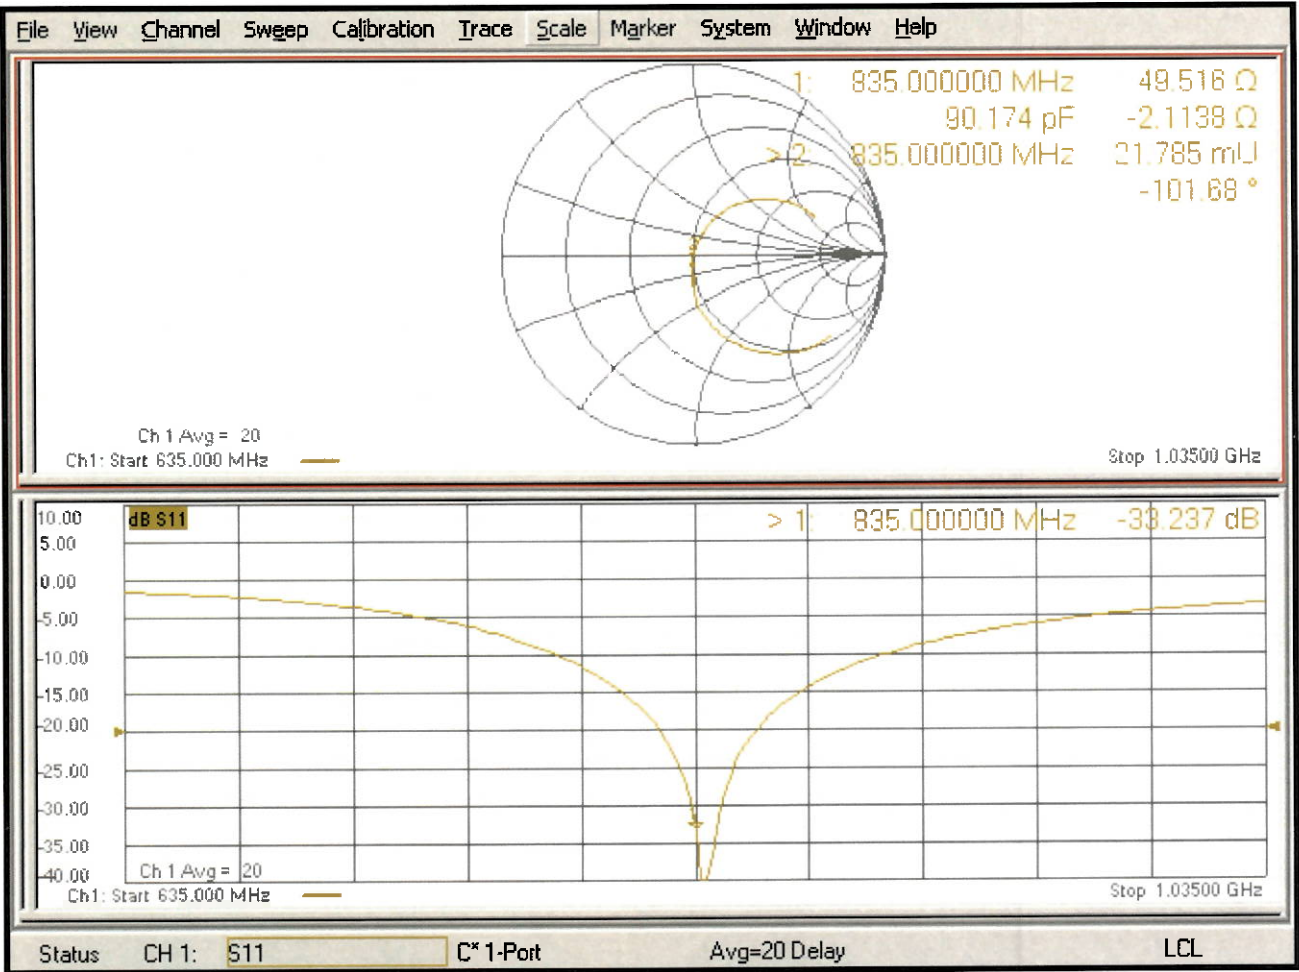 File View Channel Sweep Calibration Trace Scale Marker System Window Help
1: 835.000000 MHz 49.516 Ω
90.174 pF -2.1138 Ω
> 2: 835.000000 MHz 21.785 mU
-101.68 °
Ch 1 Avg = 20
Ch1: Start 635.000 MHz
Stop 1.03500 GHz
10.00
dB S11
> 1: 835.000000 MHz -33.237 dB
5.00
0.00
-5.00
-10.00
-15.00
-20.00
-25.00
-30.00
-35.00
-40.00
Ch 1 Avg = 20
Ch1: Start 635.000 MHz
Stop 1.03500 GHz
Status CH 1: S11 C* 1-Port Avg=20 Delay LCL